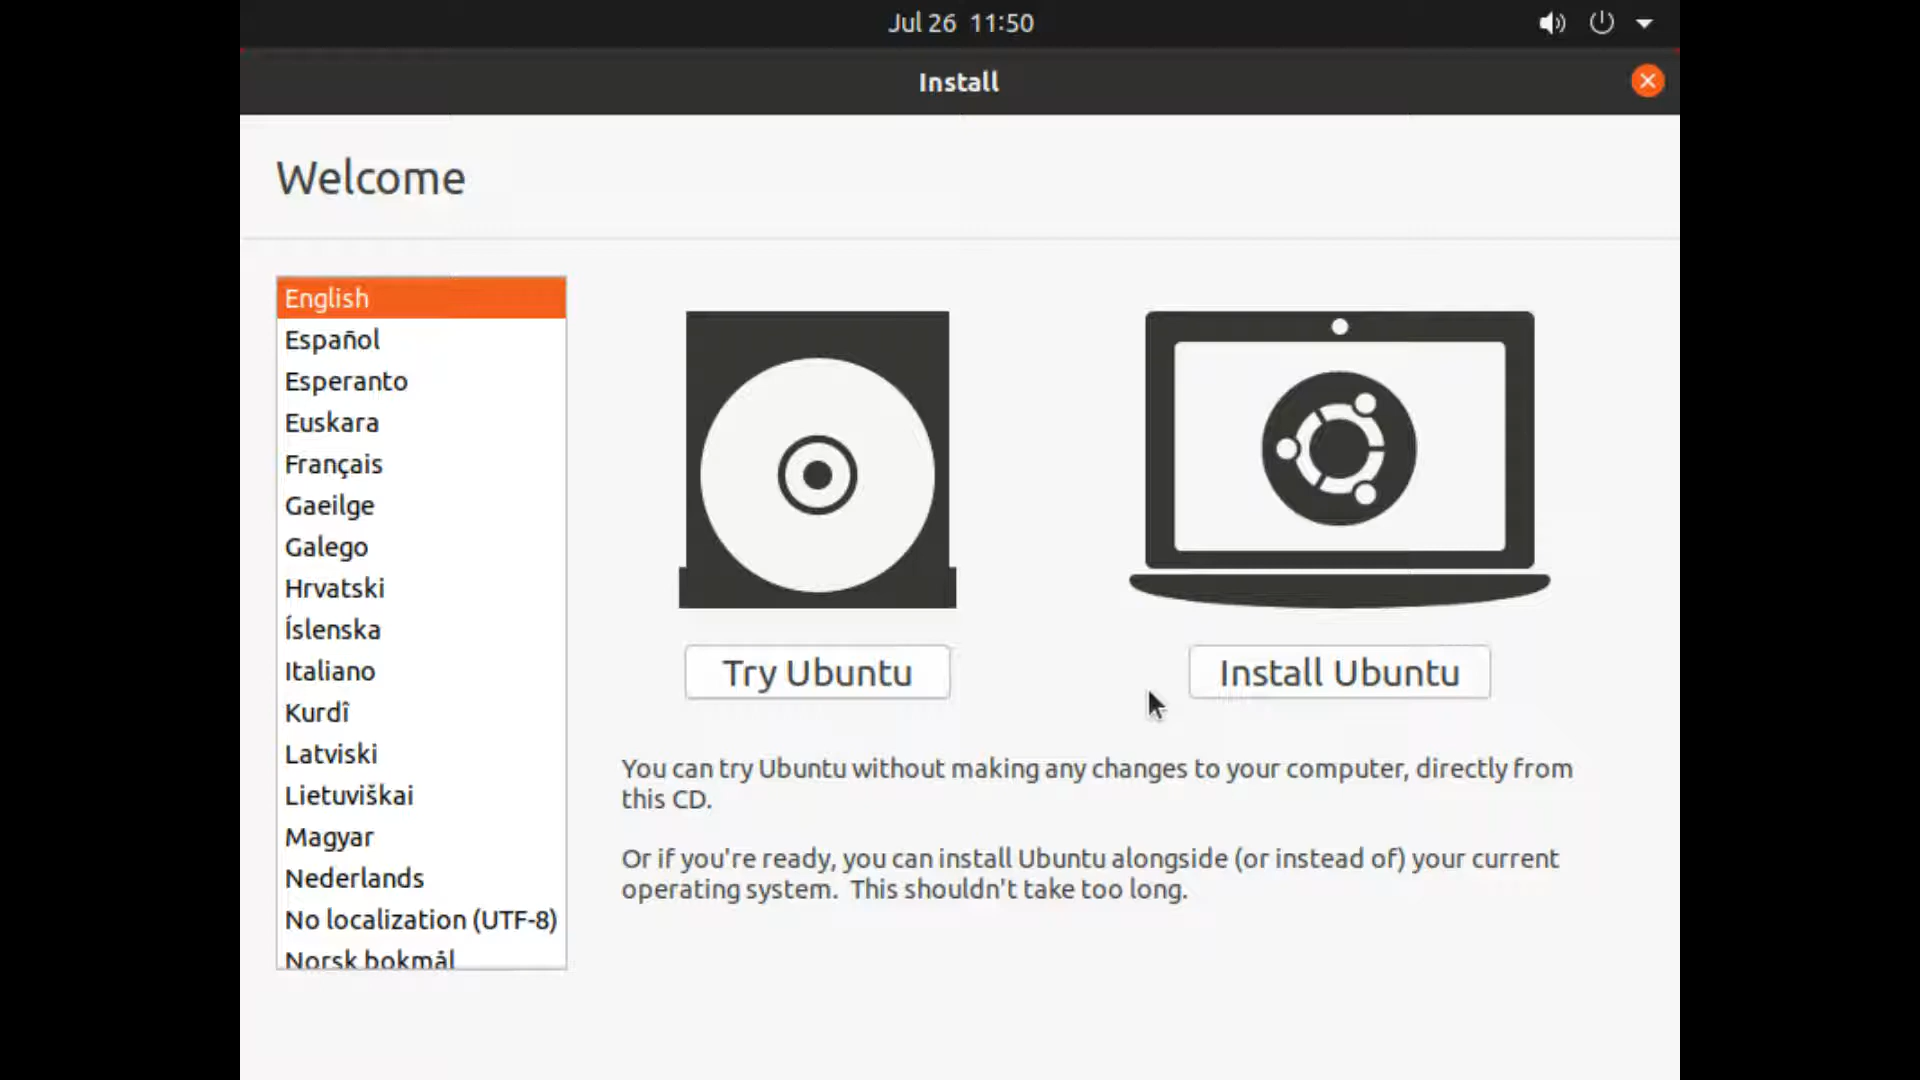 Jul 26 11:50
Install
Welcome
English
Español
Esperanto
Euskara
Français
Gaeilge
Galego
Hrvatski
Íslenska
Italiano
Kurdî
Latviski
Lietuviškai
Magyar
Nederlands
No localization (UTF-8)
Norsk bokmål
Try Ubuntu
Install Ubuntu
You can try Ubuntu without making any changes to your computer, directly from
this CD.
Or if you're ready, you can install Ubuntu alongside (or instead of) your current
operating system. This shouldn't take too long.